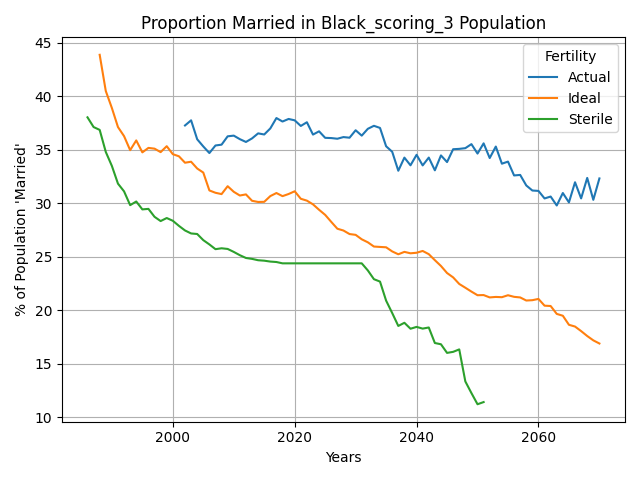 Proportion Married in Black_scoring_3 Population
Fertility
Actual
Ideal
Sterile
% of Population 'Married'
45
40
35
30
25
20
15
10
2000
2020
2040
2060
Years